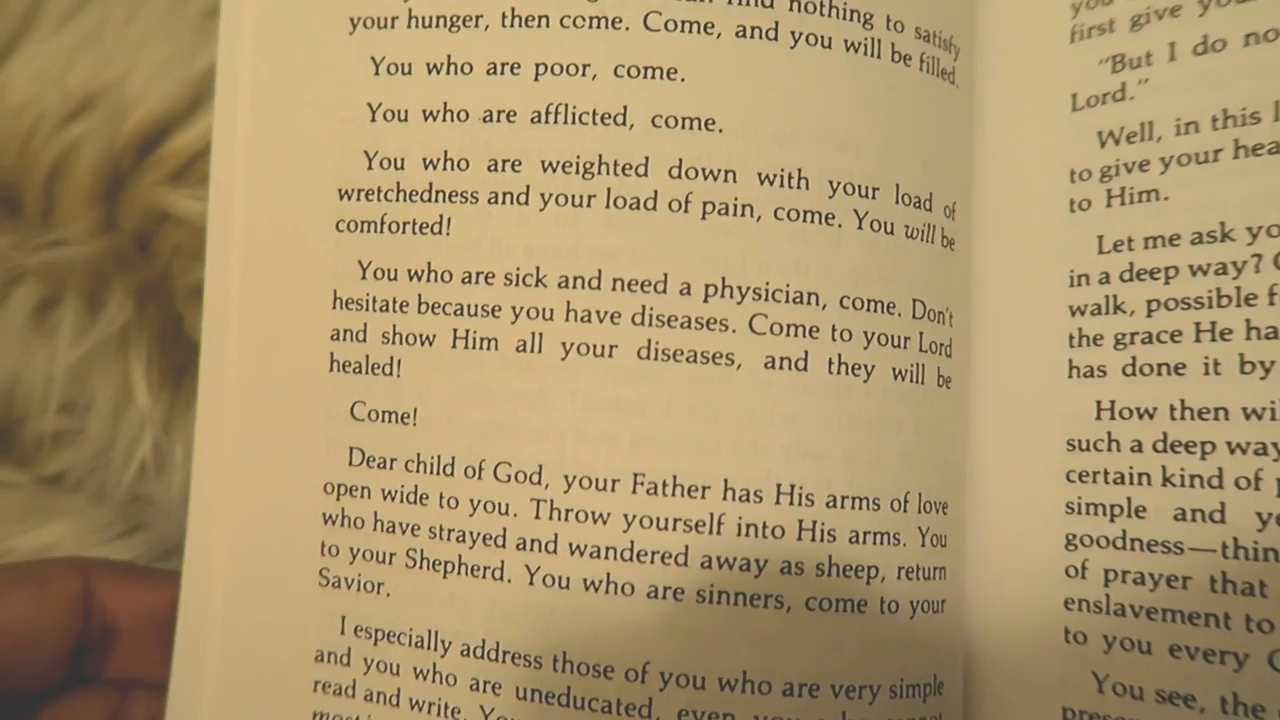 nothing to satisfy
your hunger, then come. Come, and you will be filled.
You who are poor, come.
You who are afflicted, come.
You who are weighted down with your load of
wretchedness and your load of pain, come. You will be
comforted!
You who are sick and need a physician, come. Don't
hesitate because you have diseases. Come to your Lord
and show Him all your diseases, and they will be
healed!
Come!
Dear child of God, your Father has His arms of love
open wide to you. Throw yourself into His arms. You
who have strayed and wandered away as sheep, return
to your Shepherd. You who are sinners, come to your
Savior.
I especially address those of you who are very simple
and you who are uneducated, even you who cannot
read and write.
first give
"But I do
Lord."
Well, in this
to give your
to Him.
Let me ask
in a deep way?
walk, possible
the grace He
has done it by
How then
such a deep way
certain kind of
simple and
goodness—
of prayer that
enslavement to
to you every
You see, the